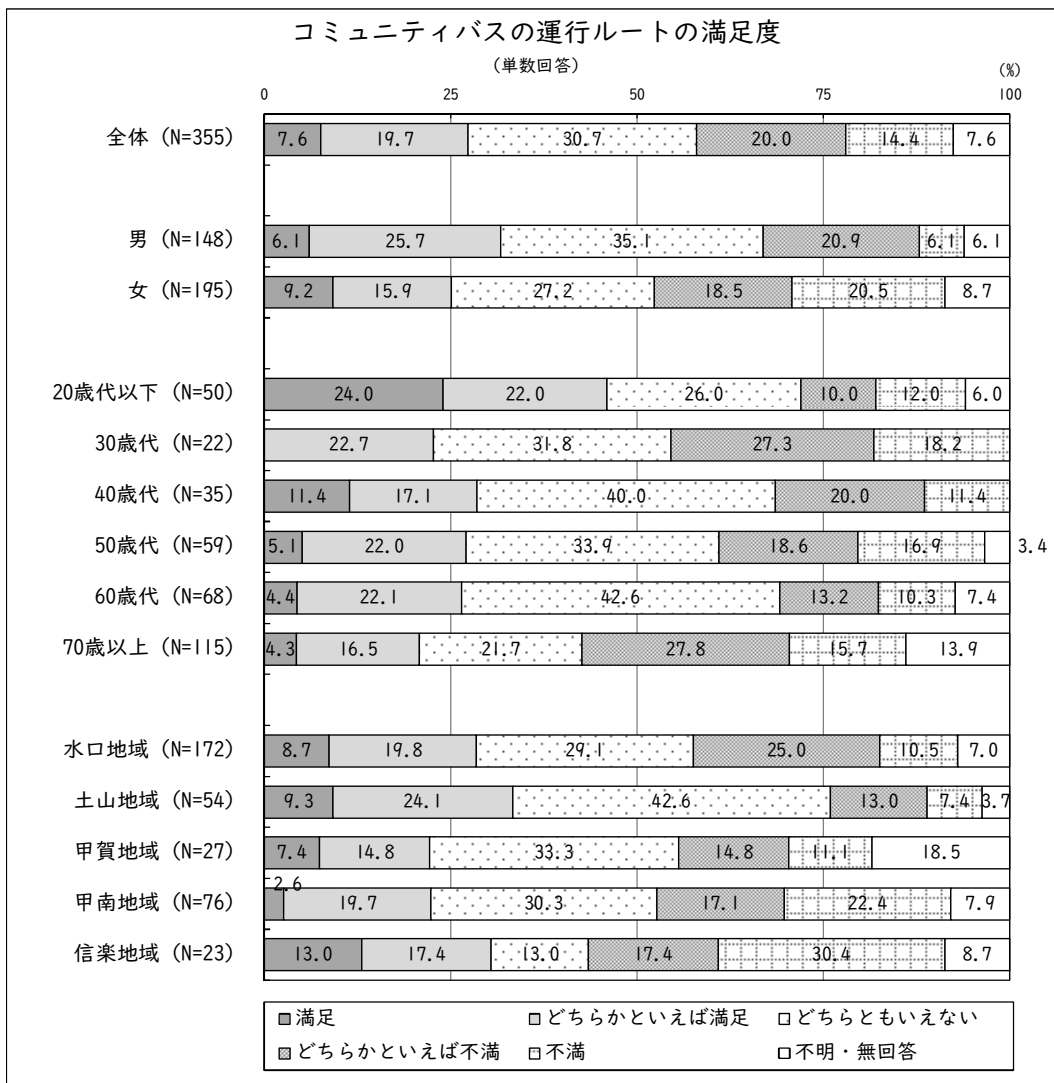 コミュニティバスの運行ルートの満足度
(単数回答)
(%)
0 25 50 75 100
全体 (N=355) 7.6 19.7 30.7 20.0 14.4 7.6
男 (N=148) 6.1 25.7 35.1 20.9 6.1 6.1
女 (N=195) 9.2 15.9 27.2 18.5 20.5 8.7
20歳代以下 (N=50) 24.0 22.0 26.0 10.0 12.0 6.0
30歳代 (N=22) 22.7 31.8 27.3 18.2
40歳代 (N=35) 11.4 17.1 40.0 20.0 11.4
50歳代 (N=59) 5.1 22.0 33.9 18.6 16.9 3.4
60歳代 (N=68) 4.4 22.1 42.6 13.2 10.3 7.4
70歳以上 (N=115) 4.3 16.5 21.7 27.8 15.7 13.9
水口地域 (N=172) 8.7 19.8 29.1 25.0 10.5 7.0
土山地域 (N=54) 9.3 24.1 42.6 13.0 7.4 3.7
甲賀地域 (N=27) 7.4 14.8 33.3 14.8 11.1 18.5
甲南地域 (N=76) 2.6 19.7 30.3 17.1 22.4 7.9
信楽地域 (N=23) 13.0 17.4 13.0 17.4 30.4 8.7
満足 どちらかといえば満足 どちらともいえない
どちらかといえば不満 不満 不明・無回答